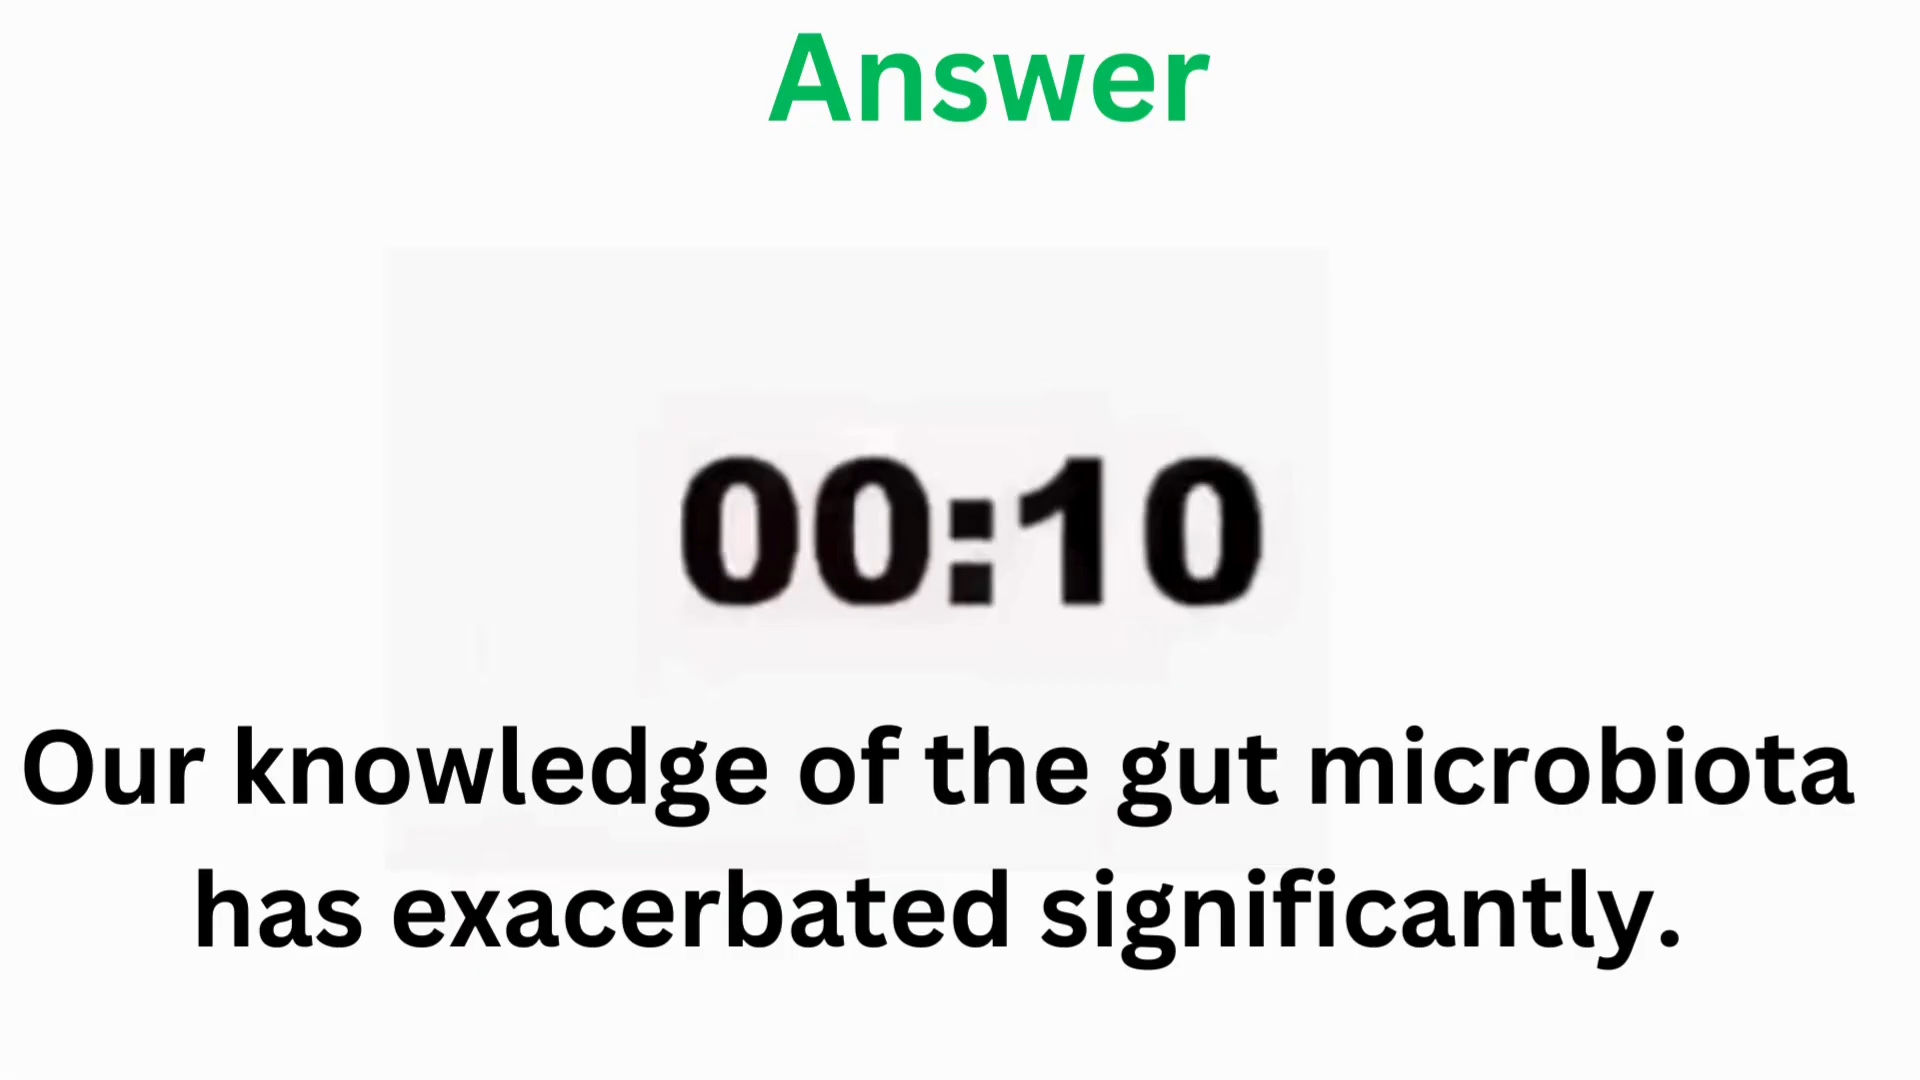 Answer
00:10
Our knowledge of the gut microbiota
has exacerbated significantly.